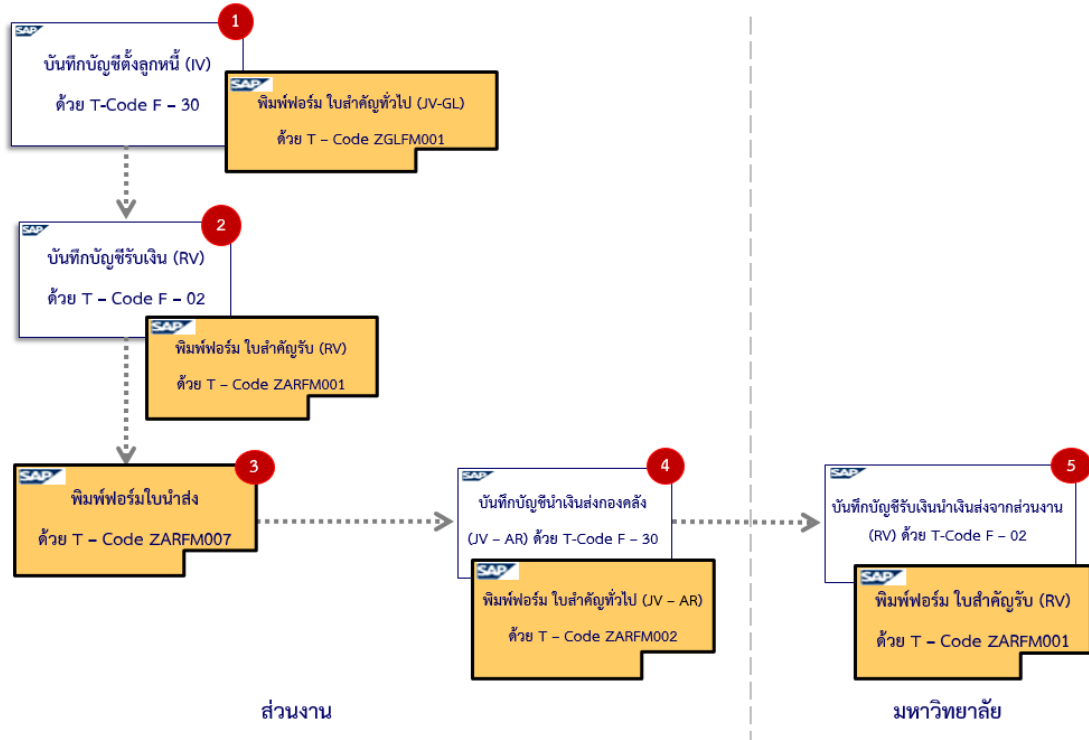 SAP
1
บันทึกบัญชีตั้งลูกหนี้ (IV)
ด้วย T-Code F – 30
SAP
พิมพ์ฟอร์ม ใบสำคัญทั่วไป (JV-GL)
ด้วย T – Code ZGLFM001
SAP
2
บันทึกบัญชีรับเงิน (RV)
ด้วย T – Code F – 02
SAP
พิมพ์ฟอร์ม ใบสำคัญรับ (RV)
ด้วย T – Code ZARFM001
SAP
3
พิมพ์ฟอร์มใบนำส่ง
ด้วย T – Code ZARFM007
SAP
4
บันทึกบัญชีนำเงินส่งกองคลัง
(JV – AR) ด้วย T-Code F – 30
SAP
พิมพ์ฟอร์ม ใบสำคัญทั่วไป (JV – AR)
ด้วย T – Code ZARFM002
SAP
5
บันทึกบัญชีรับเงินนำเงินส่งจากส่วนงาน
(RV) ด้วย T-Code F – 02
SAP
พิมพ์ฟอร์ม ใบสำคัญรับ (RV)
ด้วย T – Code ZARFM001
ส่วนงาน
มหาวิทยาลัย